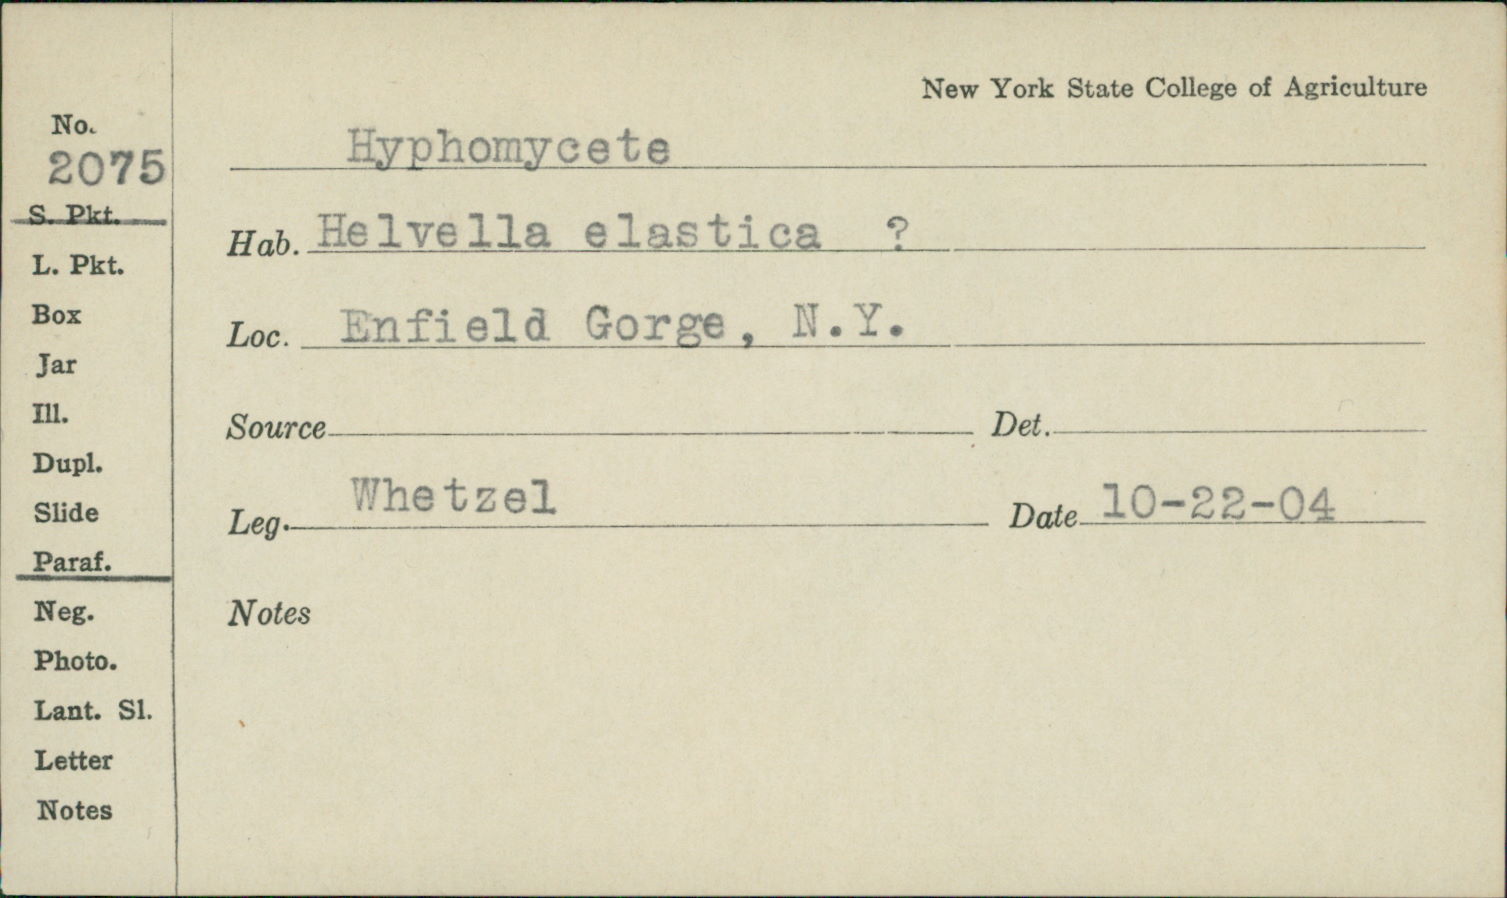 New York State College of Agriculture
No.
2075
S. Pkt.
L. Pkt.
Box
Jar
Ill.
Dupl.
Slide
Paraf.
Neg.
Photo.
Lant. Sl.
Letter
Notes
Hyphomycete
Hab. Helvella elastica ?
Loc. Enfield Gorge, N.Y.
Source Det.
Leg. Whetzel Date 10-22-04
Notes